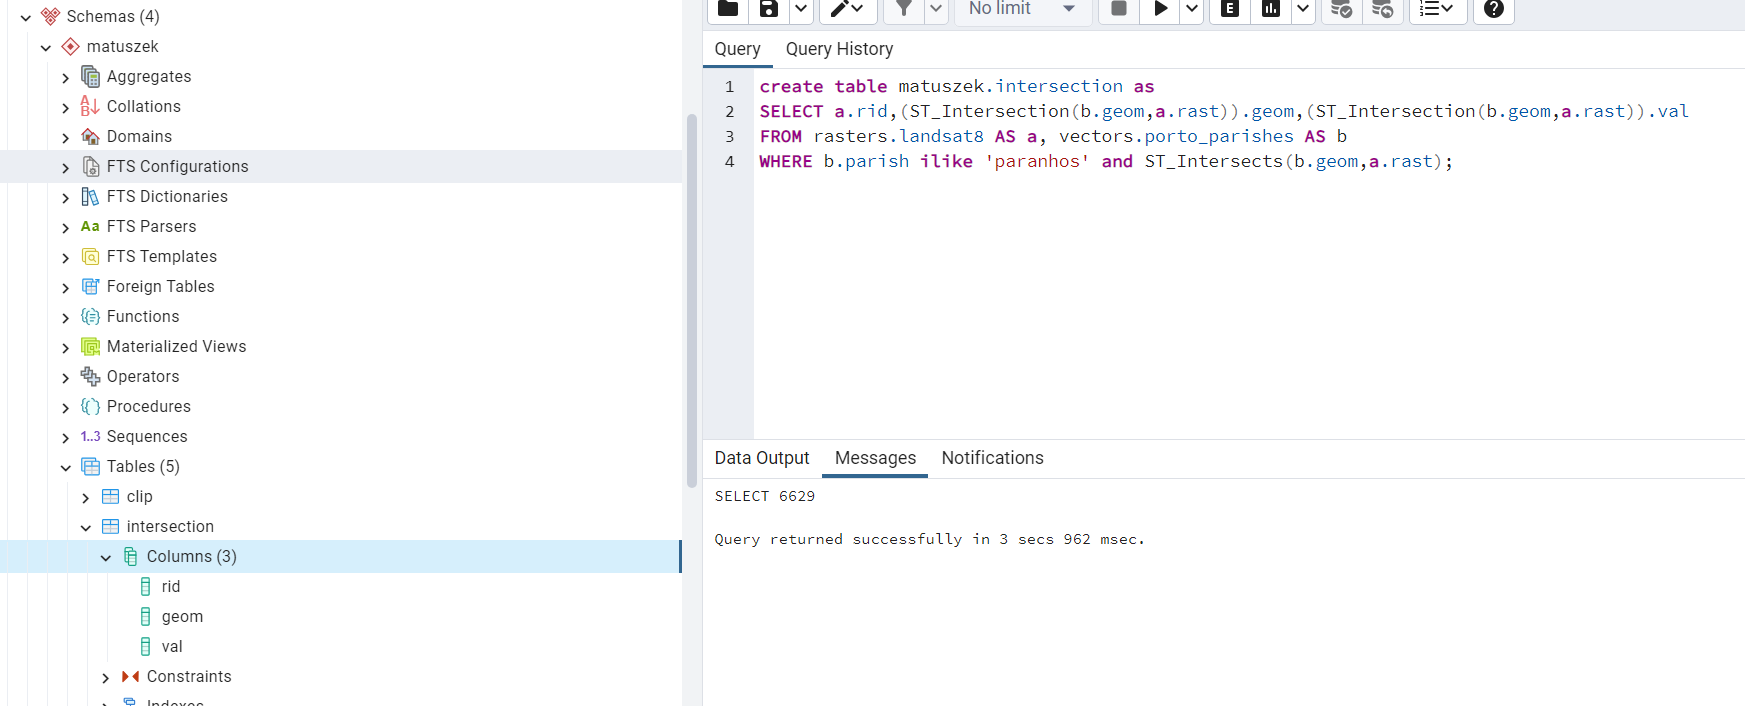 Schemas (4)
matuszek
Aggregates
Collations
Domains
FTS Configurations
FTS Dictionaries
Aa FTS Parsers
FTS Templates
Foreign Tables
Functions
Materialized Views
Operators
Procedures
1..3 Sequences
Tables (5)
clip
intersection
Columns (3)
rid
geom
val
Constraints
Indexes
No limit
E
Query Query History
1 create table matuszek.intersection as
2 SELECT a.rid,(ST_Intersection(b.geom,a.rast)).geom,(ST_Intersection(b.geom,a.rast)).val
3 FROM rasters.landsat8 AS a, vectors.porto_parishes AS b
4 WHERE b.parish ilike 'paranhos' and ST_Intersects(b.geom,a.rast);
Data Output Messages Notifications
SELECT 6629
Query returned successfully in 3 secs 962 msec.